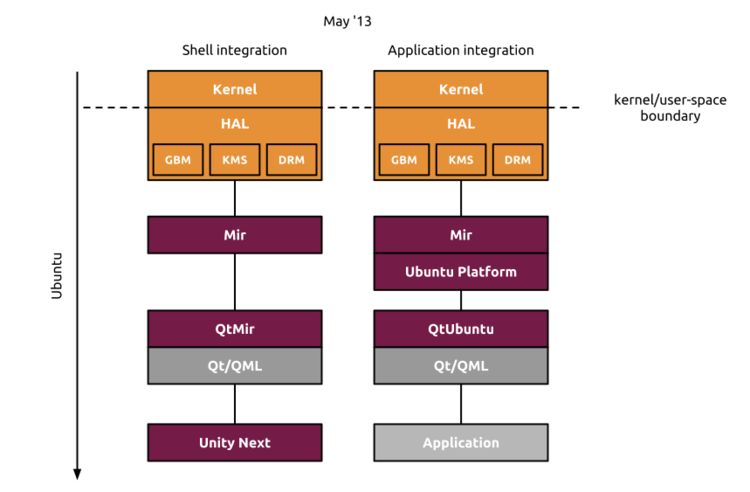 May '13
Shell integration
Application integration
Kernel
Kernel
kernel/user-space
boundary
HAL
HAL
GBM
KMS
DRM
GBM
KMS
DRM
Ubuntu
Mir
Mir
Ubuntu Platform
QtMir
QtUbuntu
Qt/QML
Qt/QML
Unity Next
Application